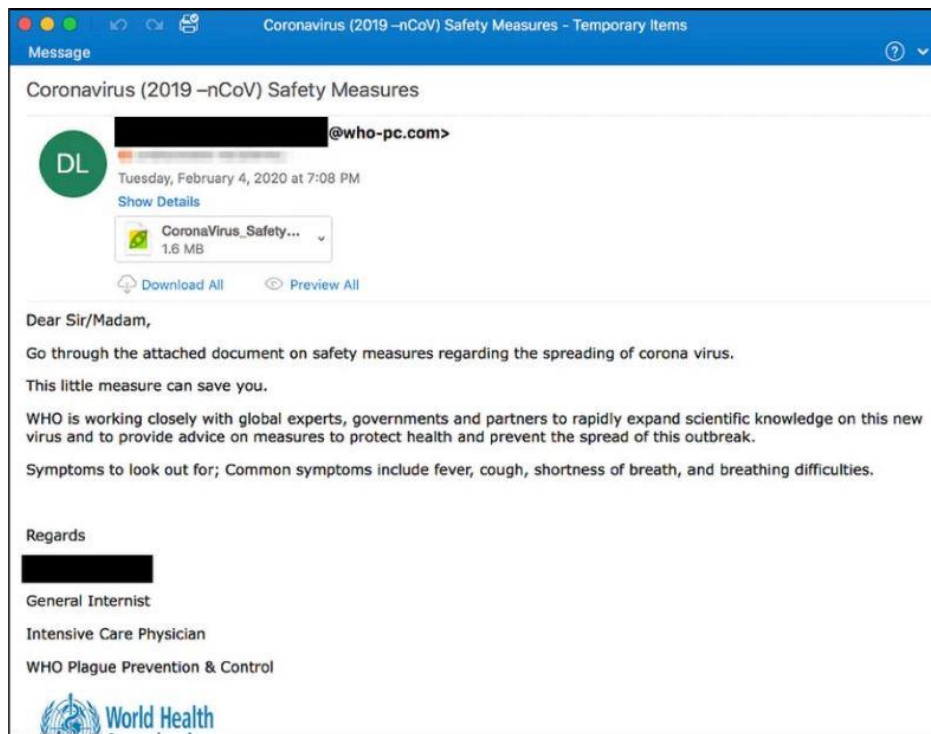 Coronavirus (2019 –nCoV) Safety Measures - Temporary Items
Message
?
Coronavirus (2019 –nCoV) Safety Measures
@who-pc.com>
DL
Tuesday, February 4, 2020 at 7:08 PM
Show Details
CoronaVirus_Safety...
1.6 MB
Download All Preview All
Dear Sir/Madam,
Go through the attached document on safety measures regarding the spreading of corona virus.
This little measure can save you.
WHO is working closely with global experts, governments and partners to rapidly expand scientific knowledge on this new
virus and to provide advice on measures to protect health and prevent the spread of this outbreak.
Symptoms to look out for; Common symptoms include fever, cough, shortness of breath, and breathing difficulties.
Regards
General Internist
Intensive Care Physician
WHO Plague Prevention & Control
World Health